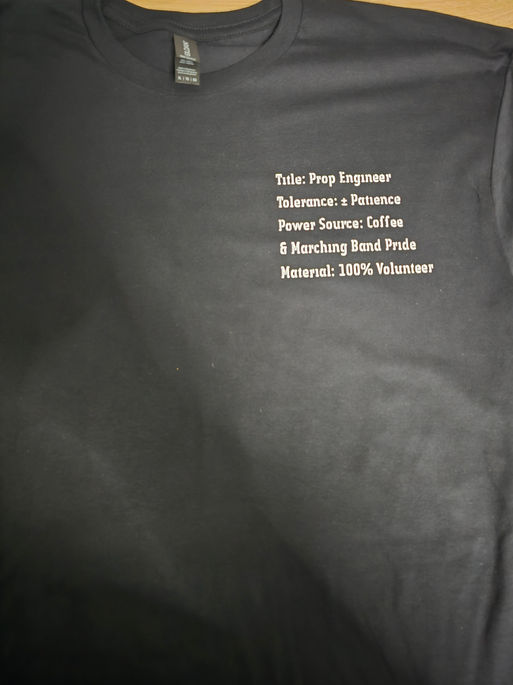 Title: Prop Engineer
Tolerance: ± Patience
Power Source: Coffee
& Marching Band Pride
Material: 100% Volunteer